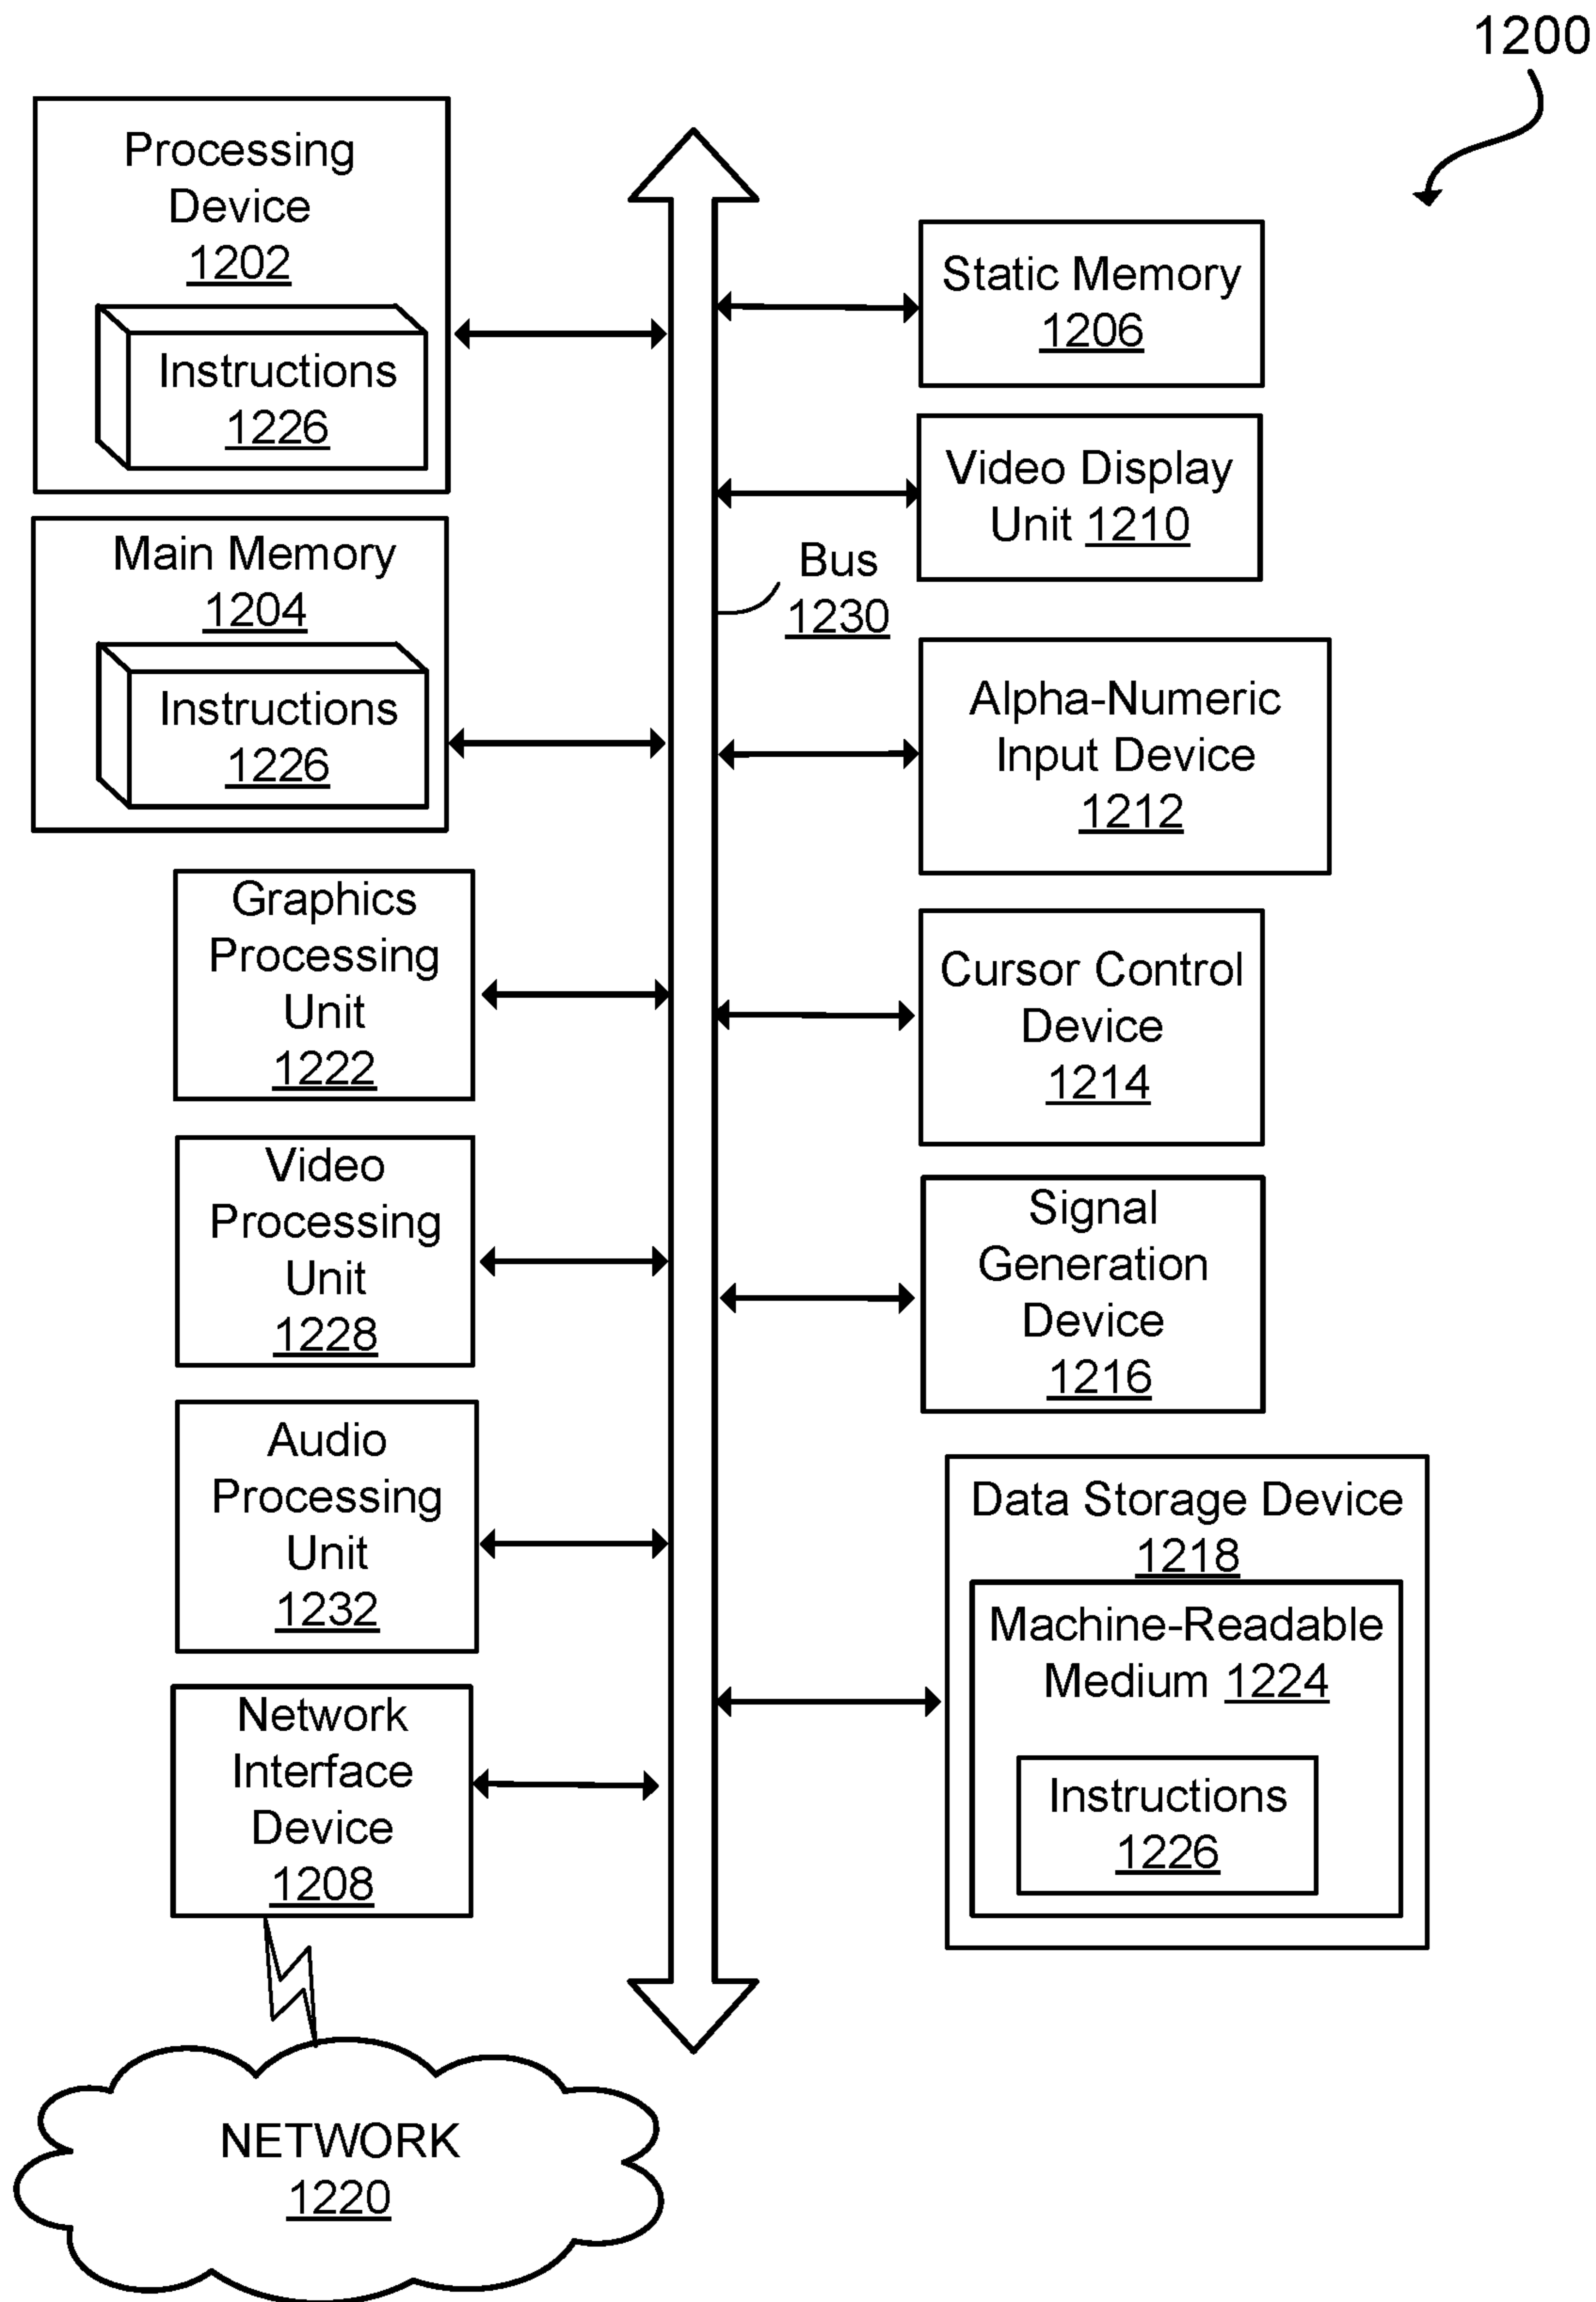 1200
Processing
Device
1202
Instructions
1226
Main Memory
1204
Instructions
1226
Graphics
Processing
Unit
1222
Video
Processing
Unit
1228
Audio
Processing
Unit
1232
Network
Interface
Device
1208
NETWORK
1220
Bus
1230
Static Memory
1206
Video Display
Unit 1210
Alpha-Numeric
Input Device
1212
Cursor Control
Device
1214
Signal
Generation
Device
1216
Data Storage Device
1218
Machine-Readable
Medium 1224
Instructions
1226